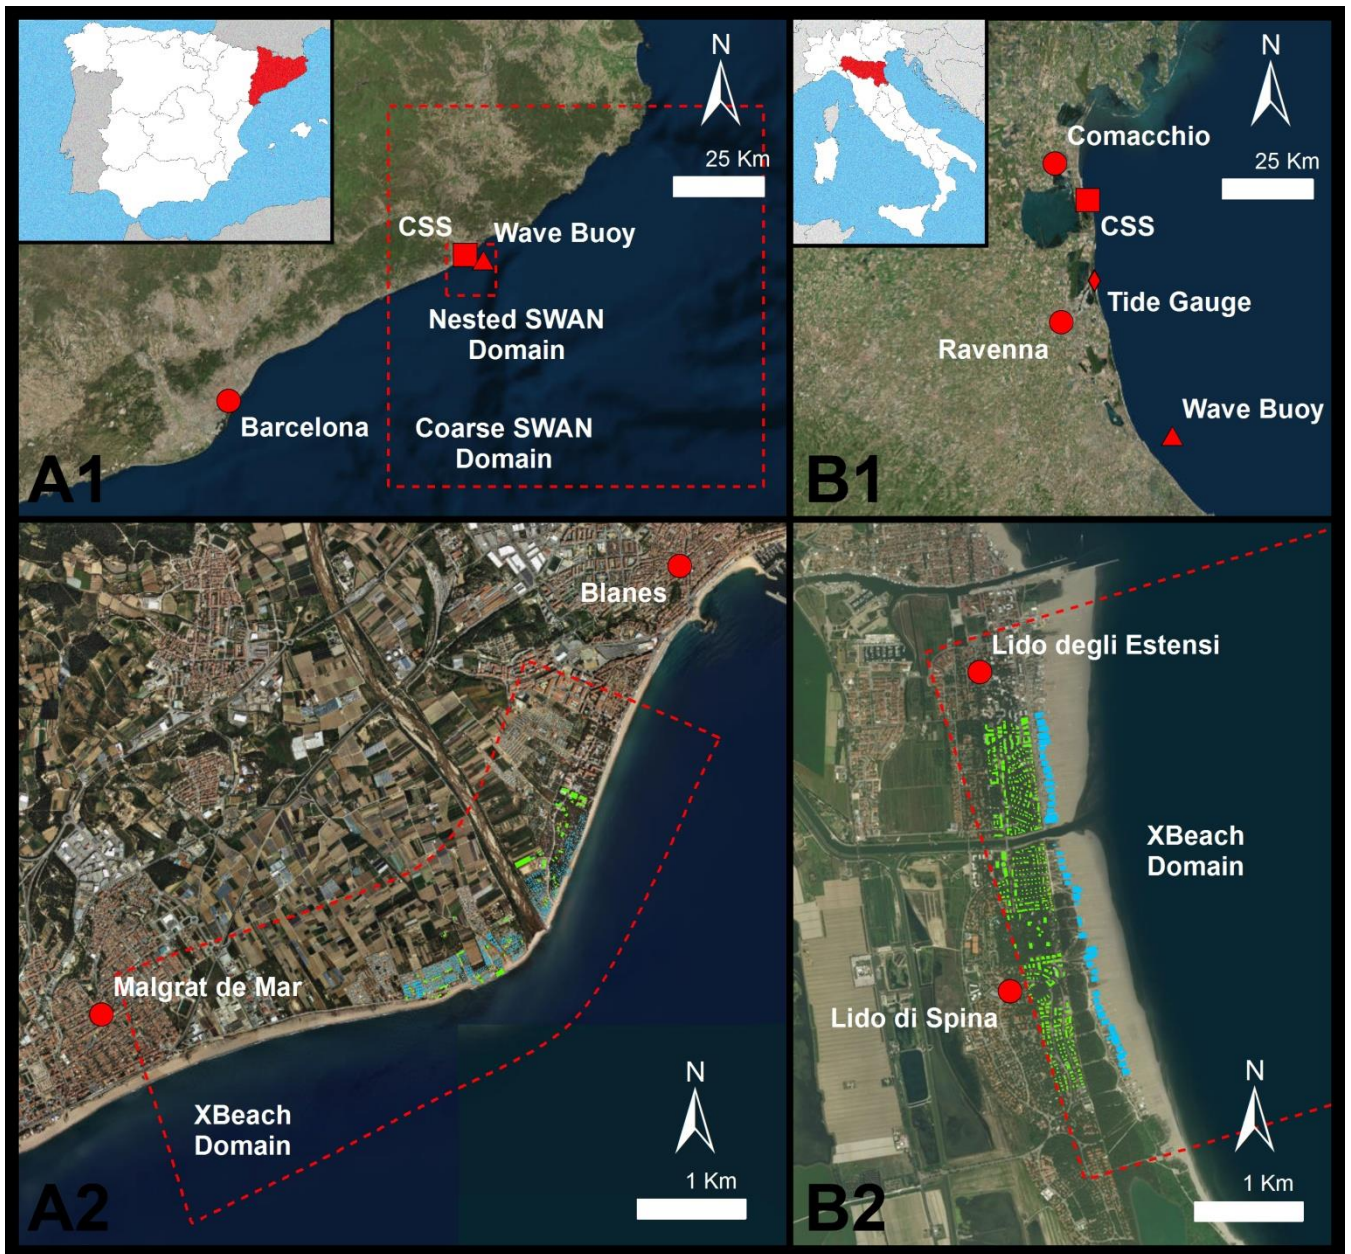 N
25 Km
CSS
Wave Buoy
Nested SWAN
Domain
Barcelona
Coarse SWAN
Domain
A1
N
Comacchio
25 Km
CSS
Tide Gauge
Ravenna
Wave Buoy
B1
Blanes
Malgrat de Mar
XBeach
Domain
N
1 Km
A2
Lido degli Estensi
XBeach
Domain
Lido di Spina
N
1 Km
B2